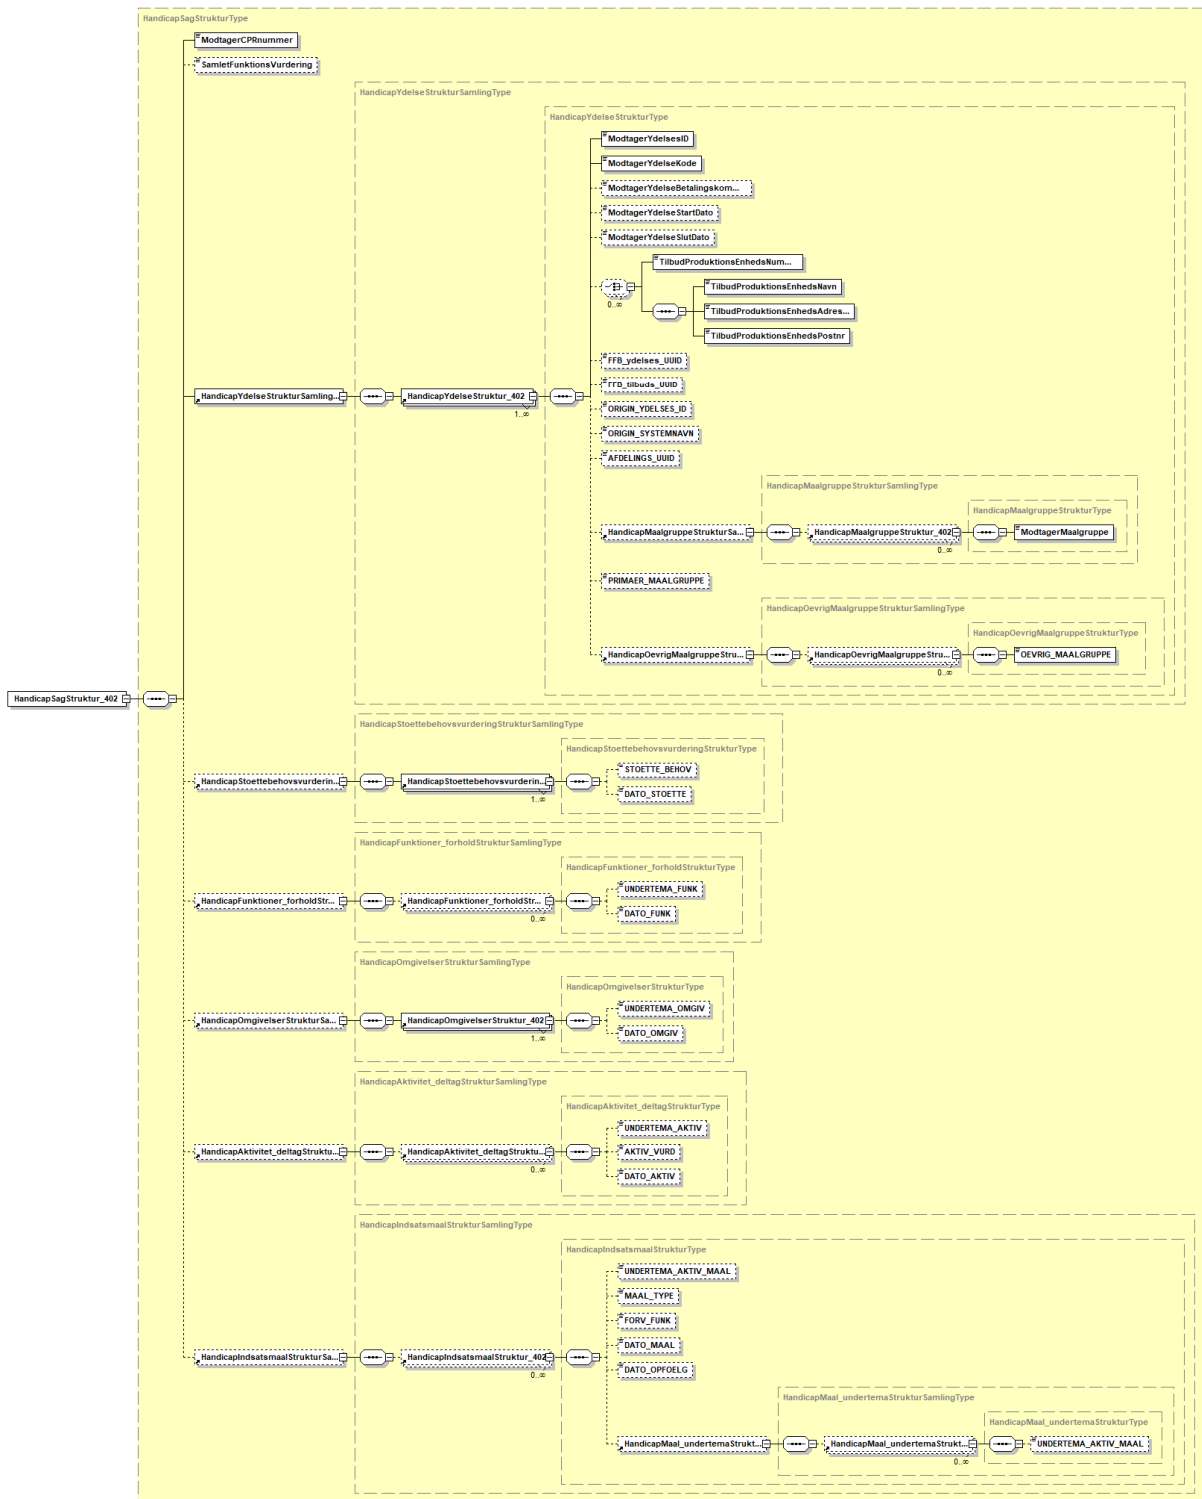 HandicapSagStrukturType
ModtagerCPRnummer
SamletFunktionsVurdering
HandicapYdelseStrukturSamlingType
HandicapYdelseStrukturType
ModtagerYdelsesID
ModtagerYdelseKode
ModtagerYdelseBetalingskom...
ModtagerYdelseStartDato
ModtagerYdelseSlutDato
TilbudProduktionsEnhedsNum...
0..∞
TilbudProduktionsEnhedsNavn
TilbudProduktionsEnhedsAdres...
TilbudProduktionsEnhedsPostnr
FFB_ydelses_UUID
FFB_tilbuds_UUID
HandicapYdelseStrukturSamling...
HandicapYdelseStruktur_402
1..∞
ORIGIN_YDELSES_ID
ORIGIN_SYSTEMNAVN
AFDELINGS_UUID
HandicapMaalgruppeStrukturSamlingType
HandicapMaalgruppeStrukturType
HandicapMaalgruppeStrukturSa...
HandicapMaalgruppeStruktur_402
0..∞
ModtagerMaalgruppe
PRIMAER_MAALGRUPPE
HandicapOevrigMaalgruppeStrukturSamlingType
HandicapOevrigMaalgruppeStrukturType
HandicapOevrigMaalgruppeStru...
HandicapOevrigMaalgruppeStru...
0..∞
OEVRIG_MAALGRUPPE
HandicapSagStruktur_402
HandicapStoettebehovsvurderingStrukturSamlingType
HandicapStoettebehovsvurderingStrukturType
STOETTE_BEHOV
HandicapStoettebehovsvurderin...
HandicapStoettebehovsvurderin...
1..∞
DATO_STOETTE
HandicapFunktioner_forholdStrukturSamlingType
HandicapFunktioner_forholdStrukturType
UNDERTEMA_FUNK
HandicapFunktioner_forholdStr...
HandicapFunktioner_forholdStr...
0..∞
DATO_FUNK
HandicapOmgivelserStrukturSamlingType
HandicapOmgivelserStrukturType
UNDERTEMA_OMGIV
HandicapOmgivelserStrukturSa...
HandicapOmgivelserStruktur_402
1..∞
DATO_OMGIV
HandicapAktivitet_deltagStrukturSamlingType
HandicapAktivitet_deltagStrukturType
UNDERTEMA_AKTIV
HandicapAktivitet_deltagStruktu...
HandicapAktivitet_deltagStruktu...
0..∞
AKTIV_VURD
DATO_AKTIV
HandicapIndsatsmaalStrukturSamlingType
HandicapIndsatsmaalStrukturType
UNDERTEMA_AKTIV_MAAL
MAAL_TYPE
FORV_FUNK
DATO_MAAL
HandicapIndsatsmaalStrukturSa...
HandicapIndsatsmaalStruktur_402
0..∞
DATO_OPFOELG
HandicapMaal_undertemaStrukturSamlingType
HandicapMaal_undertemaStrukturType
HandicapMaal_undertemaStrukt...
HandicapMaal_undertemaStrukt...
0..∞
UNDERTEMA_AKTIV_MAAL